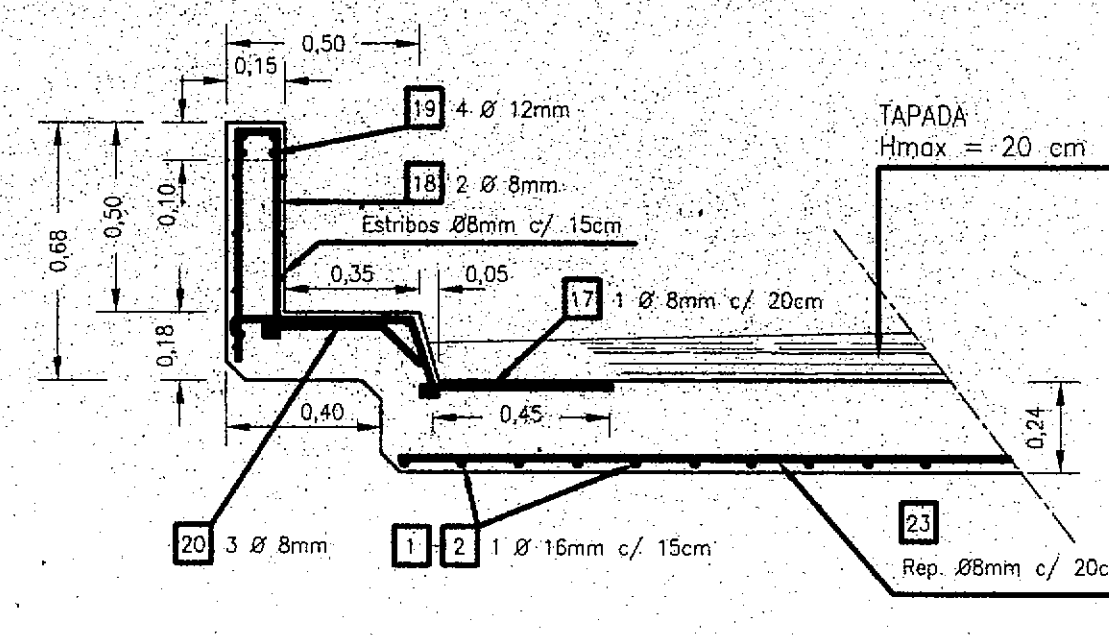 0,50
0,15
19 4 Ø 12mm
TAPADA
Hmax = 20 cm
18 2 Ø 8mm
0,10
0,50
0,68
Estribos Ø8mm c/ 15cm
0,35
0,05
17 1 Ø 8mm c/ 20cm
0,18
0,40
0,45
0,24
20 3 Ø 8mm
1 - 2 1 Ø 16mm c/ 15cm
23
Rep. Ø8mm c/ 20c